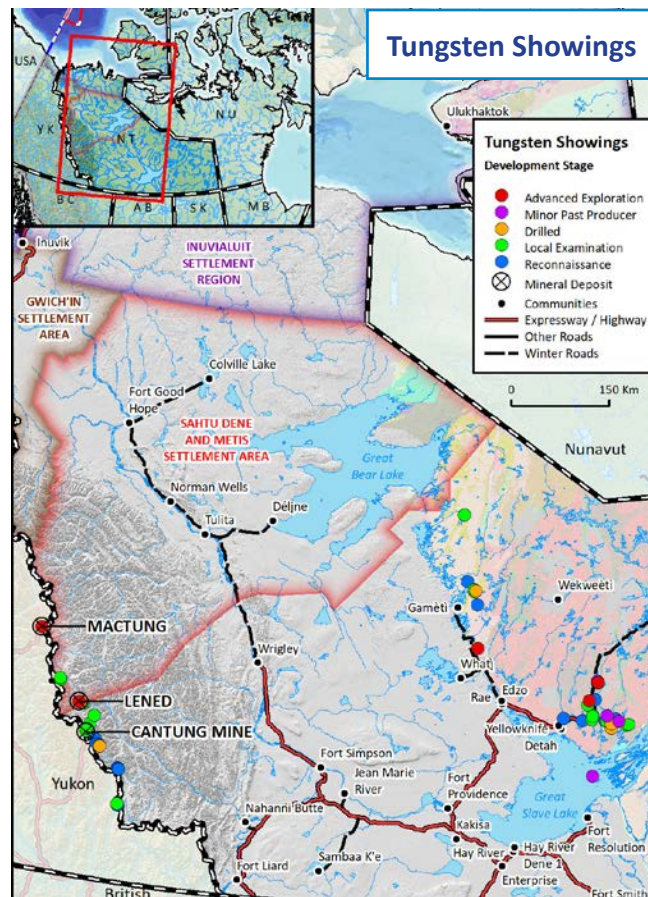 Tungsten Showings
USA
YK
NT
NU
BC
AB
SK
MB
Ulukhaktok
Tungsten Showings
Development Stage
Advanced Exploration
Minor Past Producer
Drilled
Local Examination
Reconnaissance
Mineral Deposit
Communities
Expressway / Highway
Other Roads
Winter Roads
0 150 Km
Inuvik
INUVIALUIT
SETTLEMENT
REGION
GWICH'IN
SETTLEMENT
AREA
Colville Lake
Fort Good
Hope
SAHTU DENE
AND METIS
SETTLEMENT AREA
Great
Bear Lake
Nunavut
Norman Wells
Déljne
Tulita
Wekweètì
Gamètì
MACTUNG
Wrigley
Whatì
Rae
Edzo
LENED
CANTUNG MINE
Yellowknife
Detah
Yukon
Fort Simpson
Jean Marie
River
Fort
Providence
Great
Slave Lake
Nahanni Butte
Kakisa
Fort
Resolution
Sambaa K'e
Hay River
Hay River
Dene 1
Enterprise
Fort Liard
Fort Smith
British